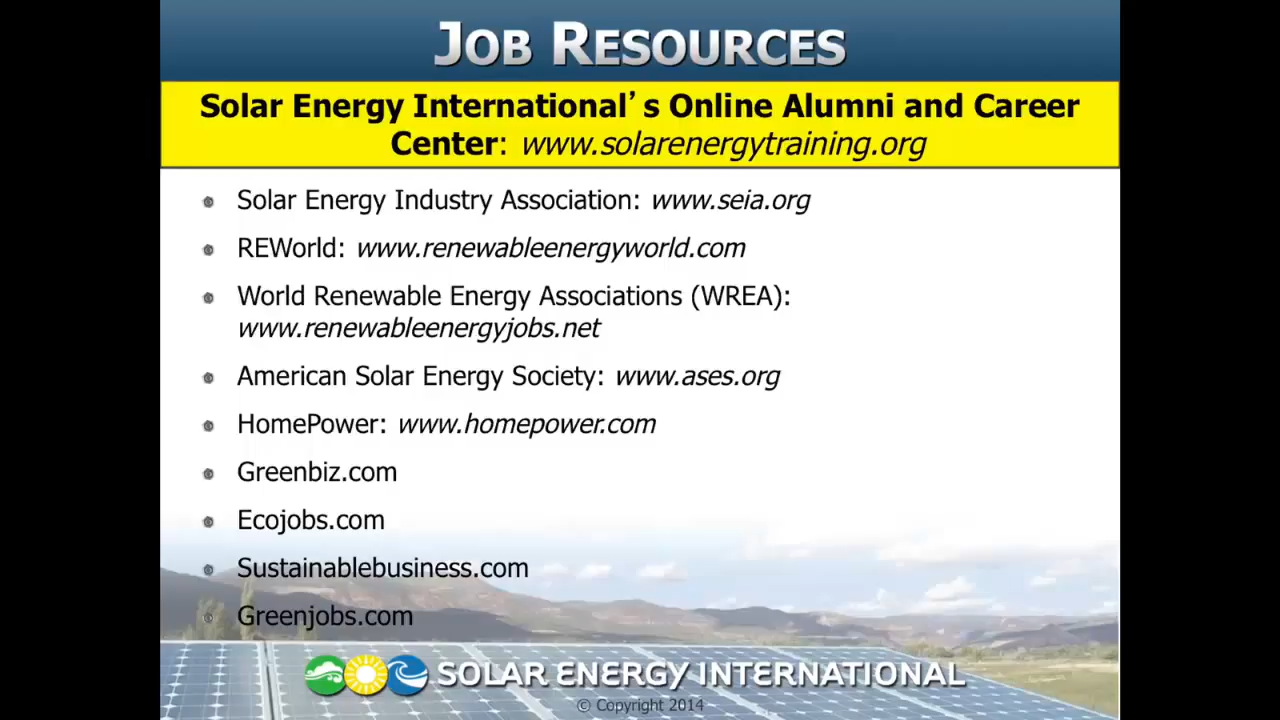 JOB RESOURCES
Solar Energy International’s Online Alumni and Career
Center: www.solarenergytraining.org
Solar Energy Industry Association: www.seia.org
REWorld: www.renewableenergyworld.com
World Renewable Energy Associations (WREA):
www.renewableenergyjobs.net
American Solar Energy Society: www.ases.org
HomePower: www.homepower.com
Greenbiz.com
Ecojobs.com
Sustainablebusiness.com
Greenjobs.com
SOLAR ENERGY INTERNATIONAL
© Copyright 2014